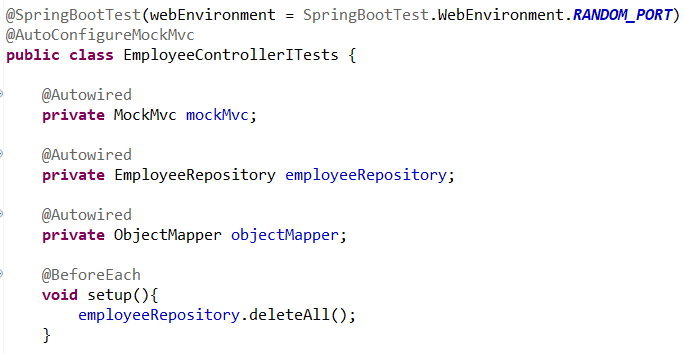 @SpringBootTest(webEnvironment = SpringBootTest.WebEnvironment.RANDOM_PORT)
@AutoConfigureMockMvc
public class EmployeeControllerITests {
@Autowired
private MockMvc mockMvc;
@Autowired
private EmployeeRepository employeeRepository;
@Autowired
private ObjectMapper objectMapper;
@BeforeEach
void setup(){
employeeRepository.deleteAll();
}